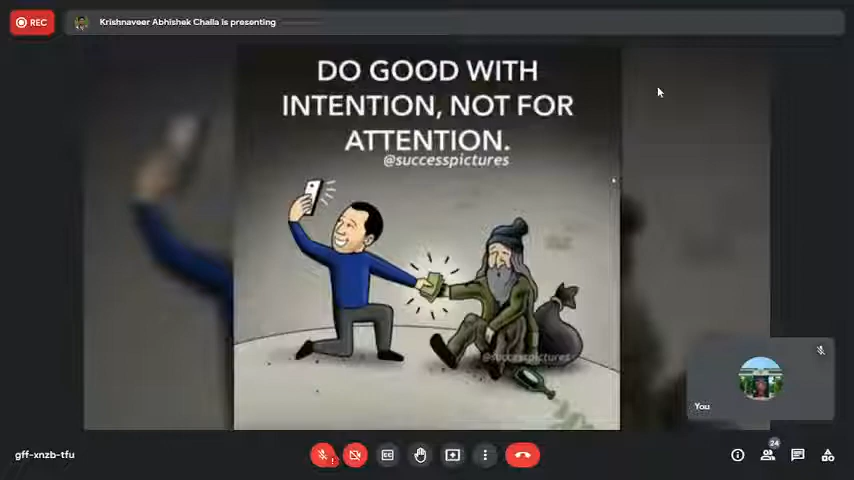 REC
Krishnaveer Abhishek Challa is presenting
DO GOOD WITH
INTENTION, NOT FOR
ATTENTION.
@successpictures
@successpictures
You
gff-xnzb-tfu
CC
24